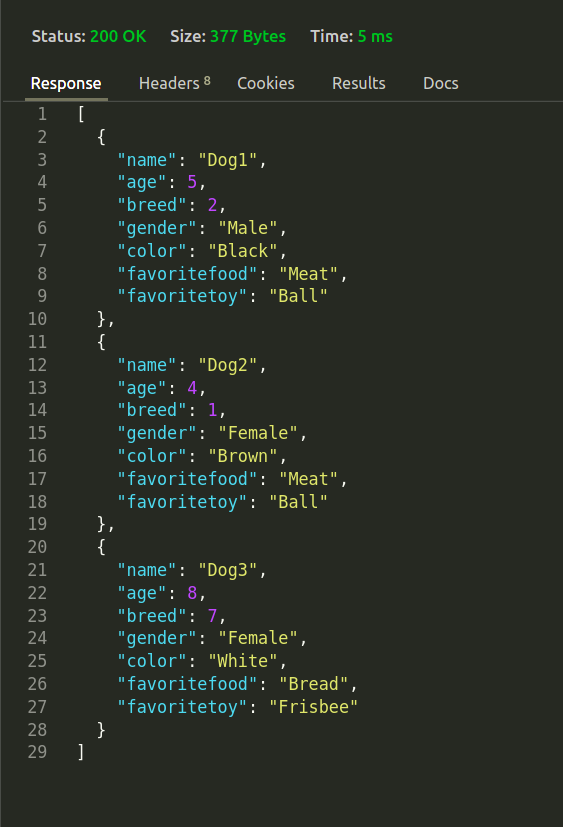 Status: 200 OK Size: 377 Bytes Time: 5 ms
Response Headers 8 Cookies Results Docs
1 [
2 {
3 "name": "Dog1",
4 "age": 5,
5 "breed": 2,
6 "gender": "Male",
7 "color": "Black",
8 "favoritefood": "Meat",
9 "favoritetoy": "Ball"
10 },
11 {
12 "name": "Dog2",
13 "age": 4,
14 "breed": 1,
15 "gender": "Female",
16 "color": "Brown",
17 "favoritefood": "Meat",
18 "favoritetoy": "Ball"
19 },
20 {
21 "name": "Dog3",
22 "age": 8,
23 "breed": 7,
24 "gender": "Female",
25 "color": "White",
26 "favoritefood": "Bread",
27 "favoritetoy": "Frisbee"
28 }
29 ]